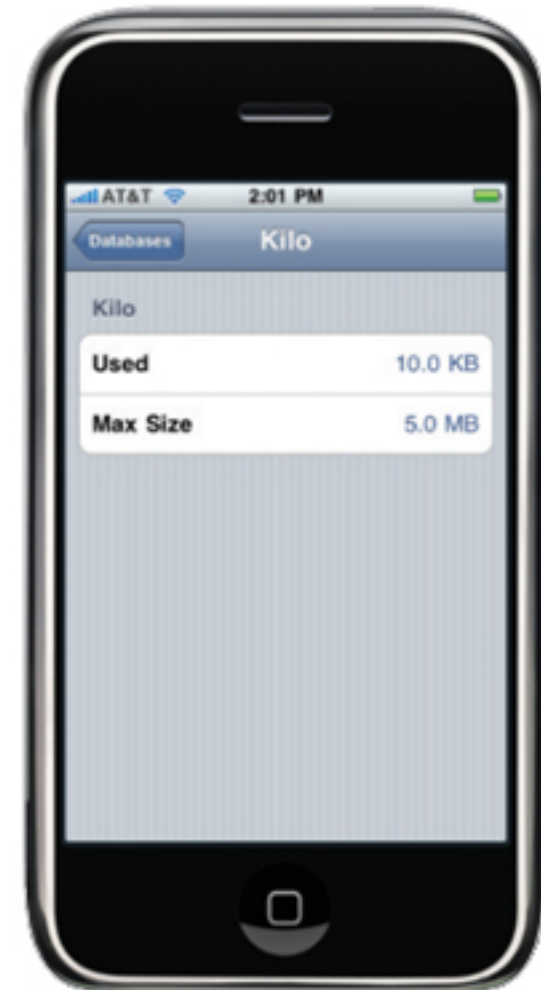 AT&T 2:01 PM
Databases Kilo
Kilo
Used 10.0 KB
Max Size 5.0 MB